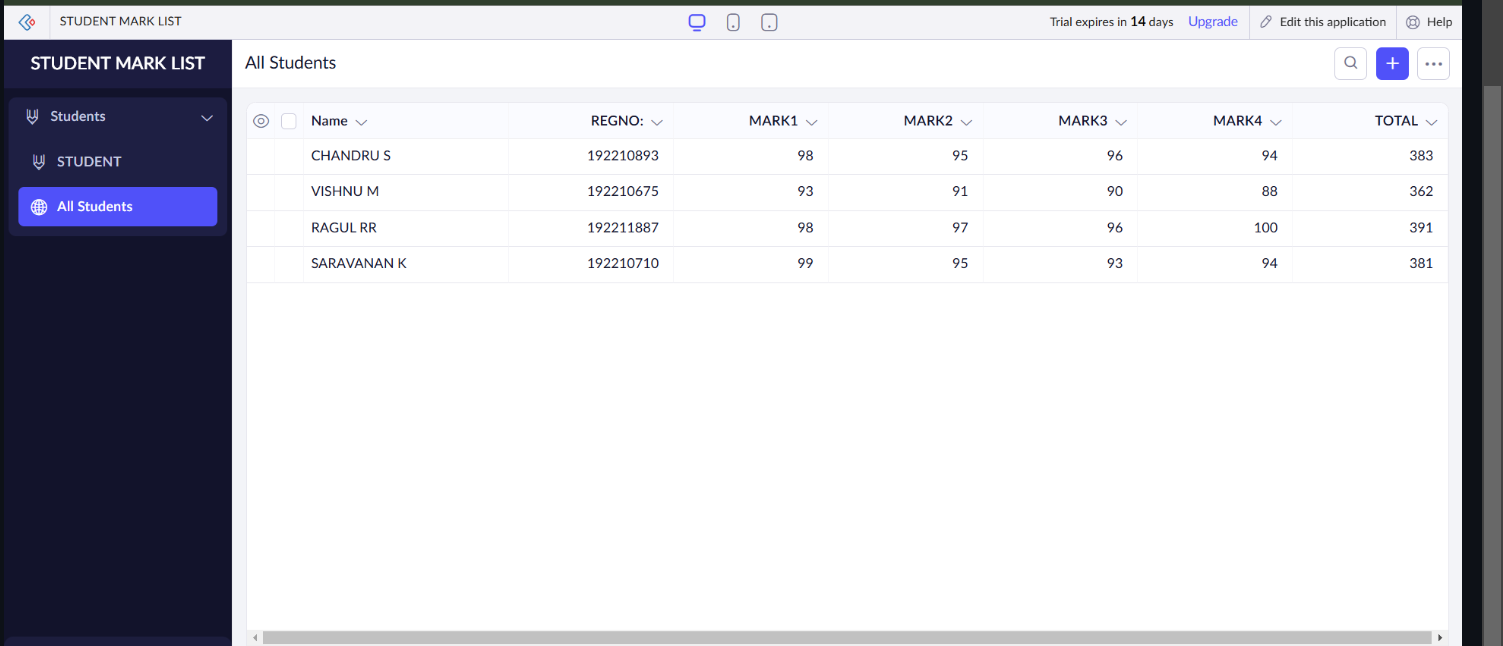 STUDENT MARK LIST Trial expires in 14 days Upgrade Edit this application Help
STUDENT MARK LIST
Students
STUDENT
All Students
All Students
Name REGNO: MARK1 MARK2 MARK3 MARK4 TOTAL
CHANDRU S 192210893 98 95 96 94 383
VISHNU M 192210675 93 91 90 88 362
RAGUL RR 192211887 98 97 96 100 391
SARAVANAN K 192210710 99 95 93 94 381